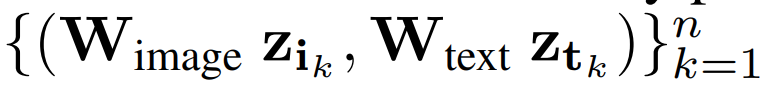 {(W_image z_{i_k}, W_text z_{t_k})}_{k=1}^n